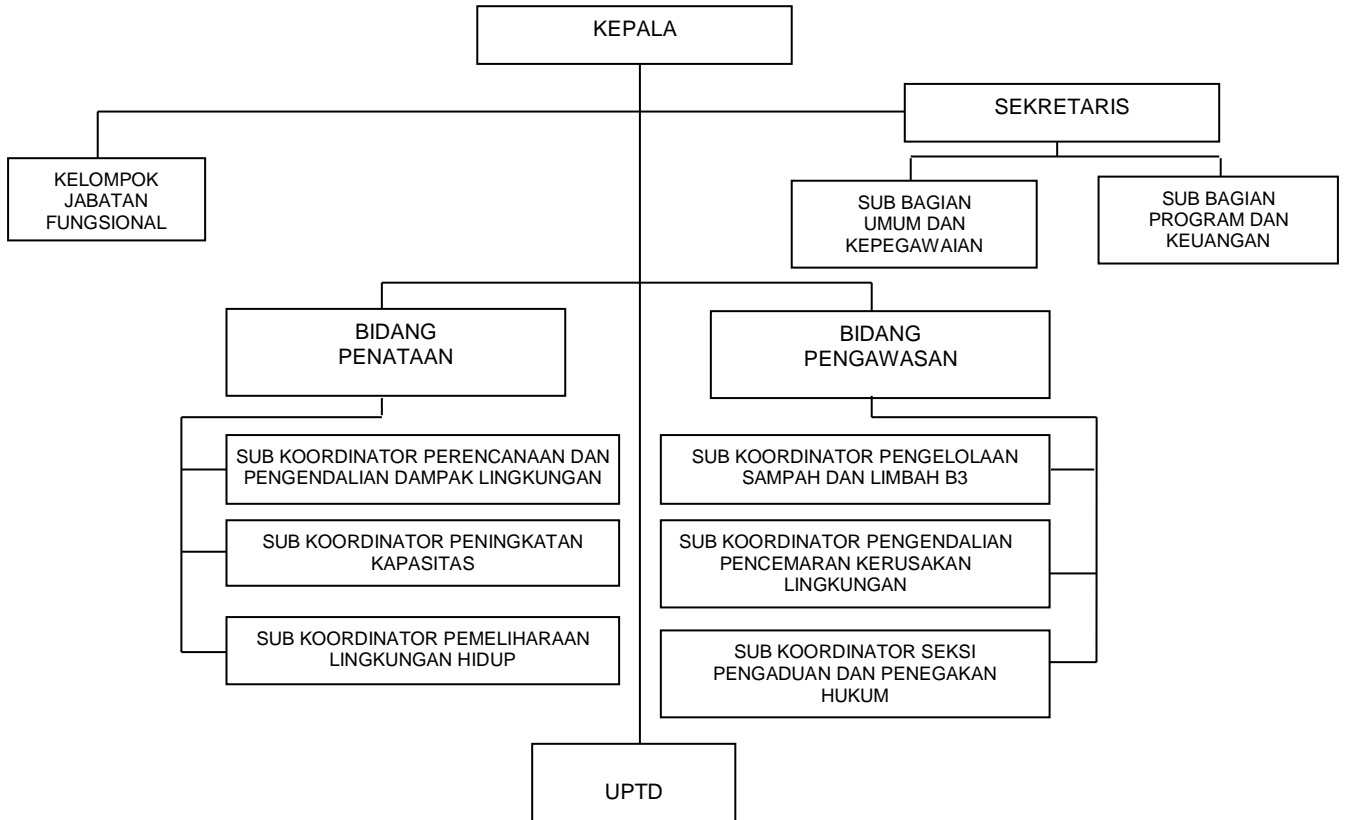 KEPALA
SEKRETARIS
KELOMPOK
JABATAN
FUNGSIONAL
SUB BAGIAN
UMUM DAN
KEPEGAWAIAN
SUB BAGIAN
PROGRAM DAN
KEUANGAN
BIDANG
PENATAAN
BIDANG
PENGAWASAN
SUB KOORDINATOR PERENCANAAN DAN
PENGENDALIAN DAMPAK LINGKUNGAN
SUB KOORDINATOR PENGELOLAAN
SAMPAH DAN LIMBAH B3
SUB KOORDINATOR PENINGKATAN
KAPASITAS
SUB KOORDINATOR PENGENDALIAN
PENCEMARAN KERUSAKAN
LINGKUNGAN
SUB KOORDINATOR PEMELIHARAAN
LINGKUNGAN HIDUP
SUB KOORDINATOR SEKSI
PENGADUAN DAN PENEGAKAN
HUKUM
UPTD